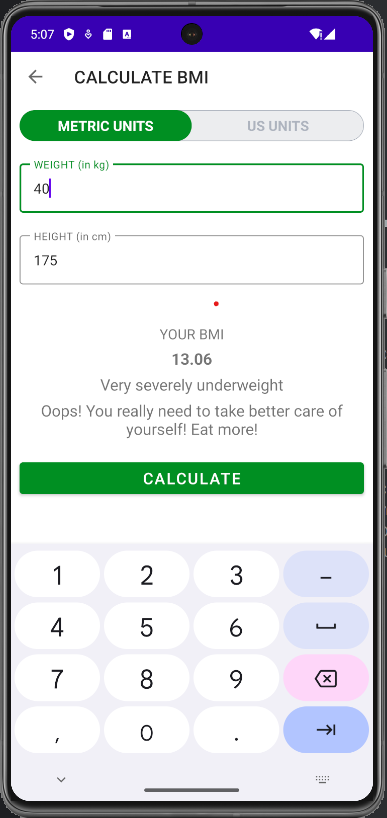 5:07
CALCULATE BMI
METRIC UNITS
US UNITS
WEIGHT (in kg)
40
HEIGHT (in cm)
175
YOUR BMI
13.06
Very severely underweight
Oops! You really need to take better care of
yourself! Eat more!
CALCULATE
1 2 3 –
4 5 6
7 8 9
, 0 .